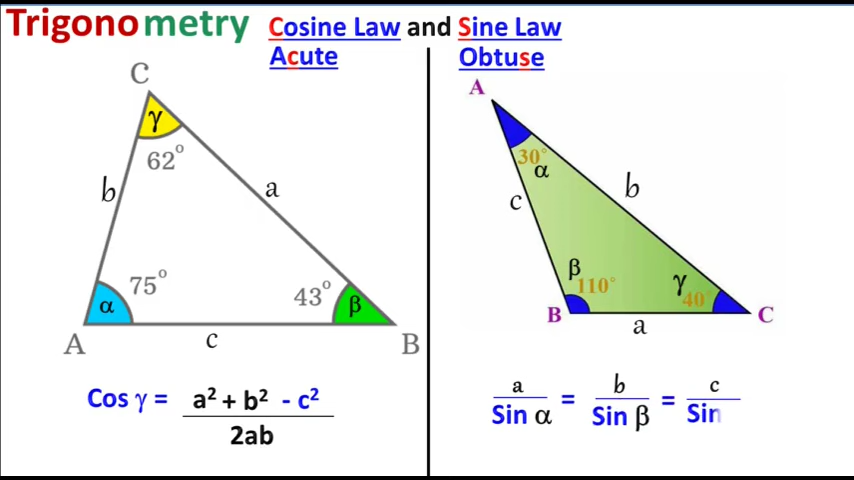 Trigonometry
Cosine Law and Sine Law
Acute
Obtuse
C
γ
62°
b
a
75°
α
43°
β
A
c
B
Cos γ = a² + b² - c²
2ab
A
30°
α
b
c
β
110°
γ
40°
B
a
C
a = b = c
Sin α Sin β Sin